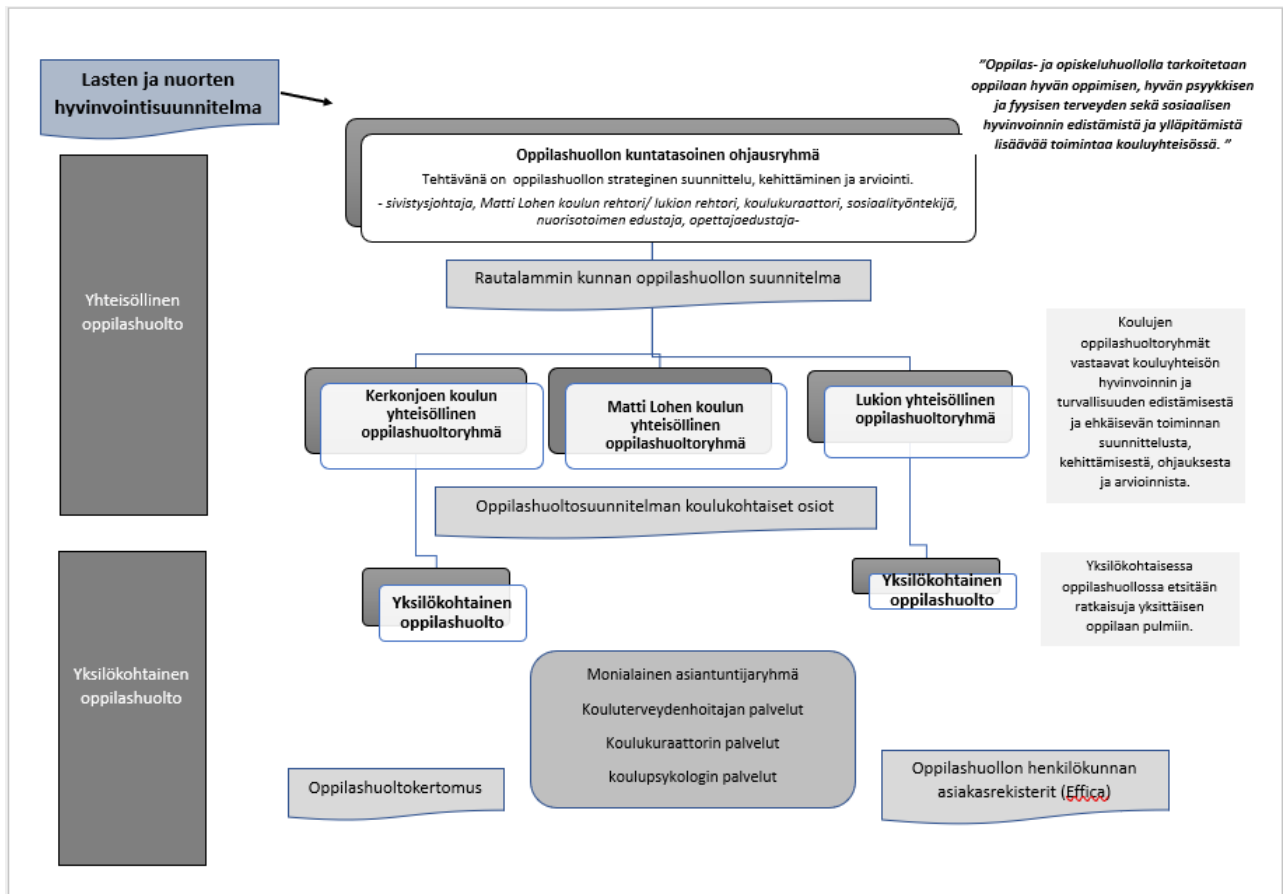 Lasten ja nuorten
hyvinvointisuunnitelma
"Oppilas- ja opiskeluhuollolla tarkoitetaan
oppilaan hyvän oppimisen, hyvän psyykkisen
ja fyysisen terveyden sekä sosiaalisen
hyvinvoinnin edistämistä ja ylläpitämistä
lisäävää toimintaa kouluyhteisössä. "
Oppilashuollon kuntatasoinen ohjausryhmä
Tehtävänä on oppilashuollon strateginen suunnittelu, kehittäminen ja arviointi.
- sivistysjohtaja, Matti Lohen koulun rehtori/ lukion rehtori, koulukuraattori, sosiaalityöntekijä,
nuorisotoimen edustaja, opettajaedustaja-
Rautalammin kunnan oppilashuollon suunnitelma
Yhteisöllinen
oppilashuolto
Kerkonjoen koulun
yhteisöllinen
oppilashuoltoryhmä
Matti Lohen koulun
yhteisöllinen
oppilashuoltoryhmä
Lukion yhteisöllinen
oppilashuoltoryhmä
Koulujen
oppilashuoltoryhmät
vastaavat kouluyhteisön
hyvinvoinnin ja
turvallisuuden edistämisestä
ja ehkäisevän toiminnan
suunnittelusta,
kehittämisestä, ohjauksesta
ja arvioinnista.
Oppilashuoltosuunnitelman koulukohtaiset osiot
Yksilökohtainen
oppilashuolto
Yksilökohtainen
oppilashuolto
Yksilökohtaisessa
oppilashuollossa etsitään
ratkaisuja yksittäisen
oppilaan pulmiin.
Yksilökohtainen
oppilashuolto
Monialainen asiantuntijaryhmä
Kouluterveydenhoitajan palvelut
Koulukuraattorin palvelut
koulupsykologin palvelut
Oppilashuoltokertomus
Oppilashuollon henkilökunnan
asiakasrekisterit (Effica)